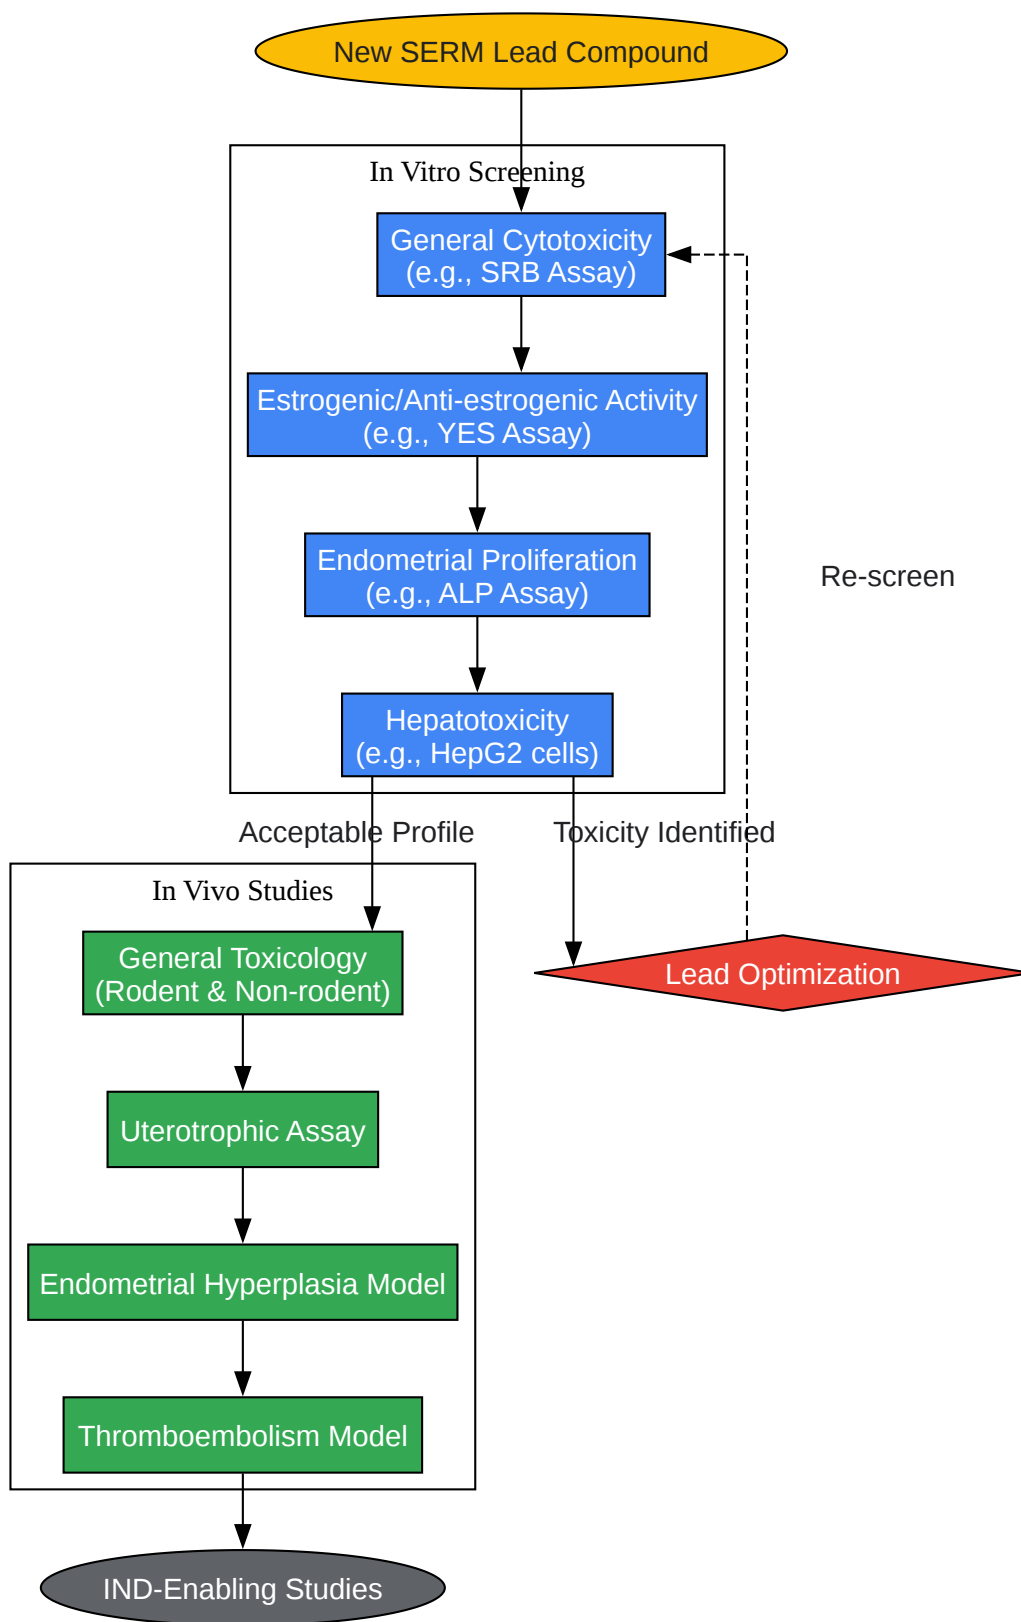 New SERM Lead Compound
In Vitro Screening
General Cytotoxicity
(e.g., SRB Assay)
Estrogenic/Anti-estrogenic Activity
(e.g., YES Assay)
Endometrial Proliferation
(e.g., ALP Assay)
Re-screen
Hepatotoxicity
(e.g., HepG2 cells)
Acceptable Profile
Toxicity Identified
In Vivo Studies
General Toxicology
(Rodent & Non-rodent)
Lead Optimization
Uterotrophic Assay
Endometrial Hyperplasia Model
Thromboembolism Model
IND-Enabling Studies